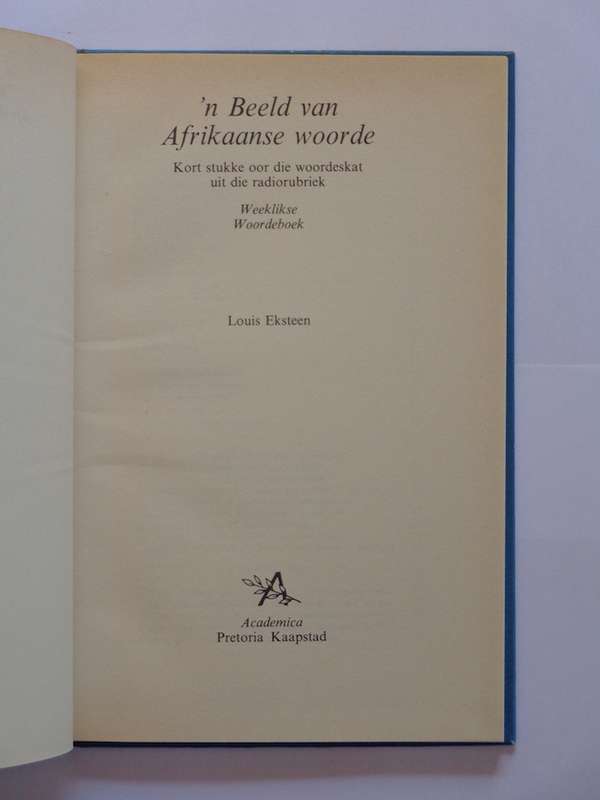 'n Beeld van
Afrikaanse woorde
Kort stukke oor die woordeskat
uit die radiorubriek
Weeklikse
Woordeboek
Louis Eksteen
A
Academica
Pretoria Kaapstad